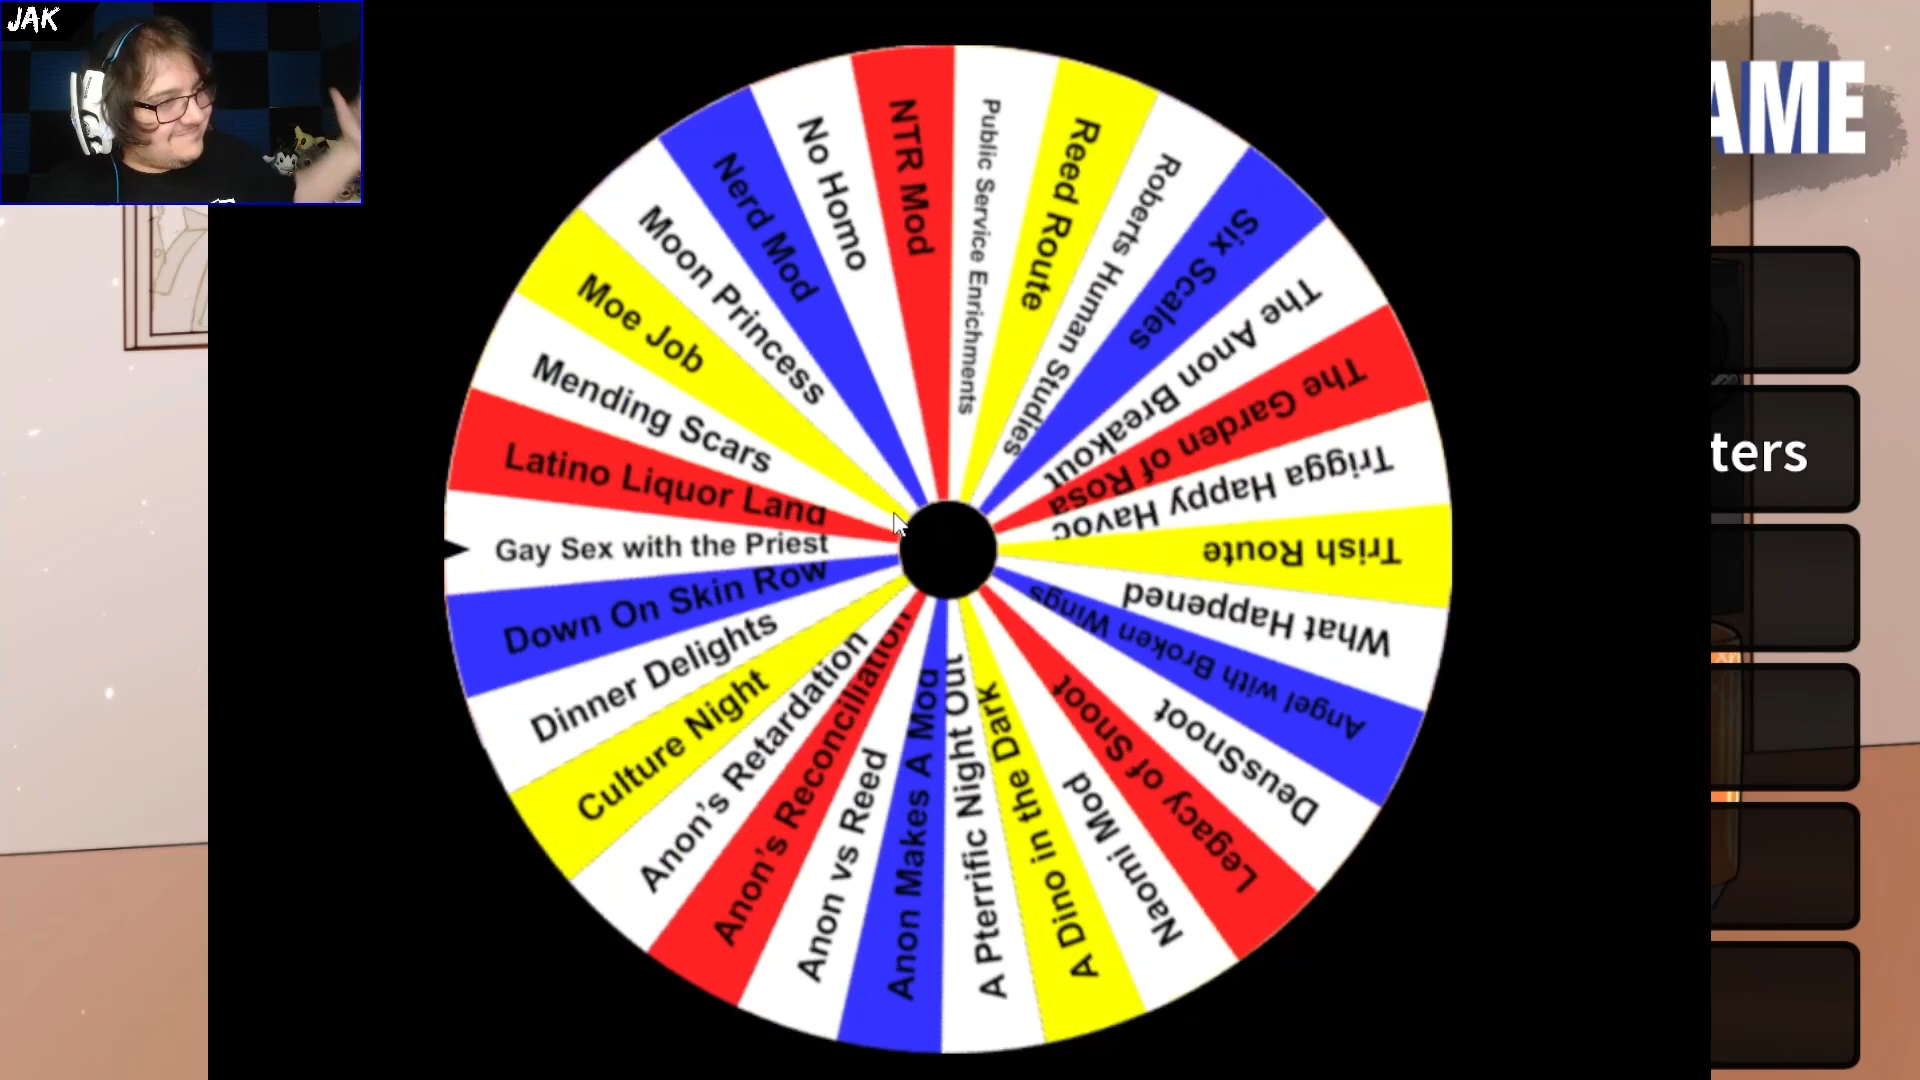 JAK
AME
ters
NTR Mod
Public Service Enrichments
Reed Route
Roberts Human Studies
Six Scales
The Anon Breakout
The Garden of Rosa
Trigga Happy Havoc
Trish Route
What Happened
Angel with Broken Wings
DeusSnoot
Legacy of Snoot
Naomi Mod
A Dino in the Dark
A Pterrific Night Out
Anon Makes A Mod
Anon vs Reed
Anon's Reconciliation
Anon's Retardation
Culture Night
Dinner Delights
Down On Skin Row
Gay Sex with the Priest
Latino Liquor Land
Mending Scars
Moe Job
Moon Princess
Nerd Mod
No Homo